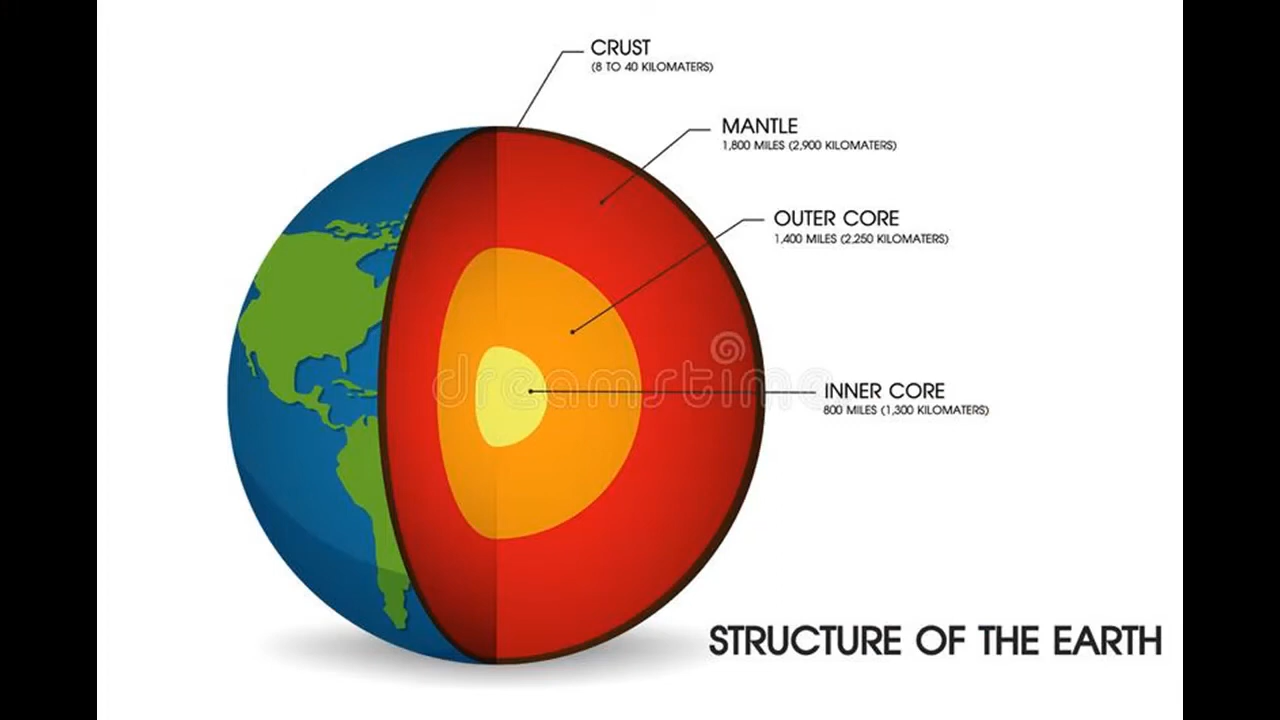 CRUST
(8 TO 40 KILOMATERS)
MANTLE
1,800 MILES (2,900 KILOMATERS)
OUTER CORE
1,400 MILES (2,250 KILOMATERS)
dreamstime
INNER CORE
800 MILES (1,300 KILOMATERS)
STRUCTURE OF THE EARTH